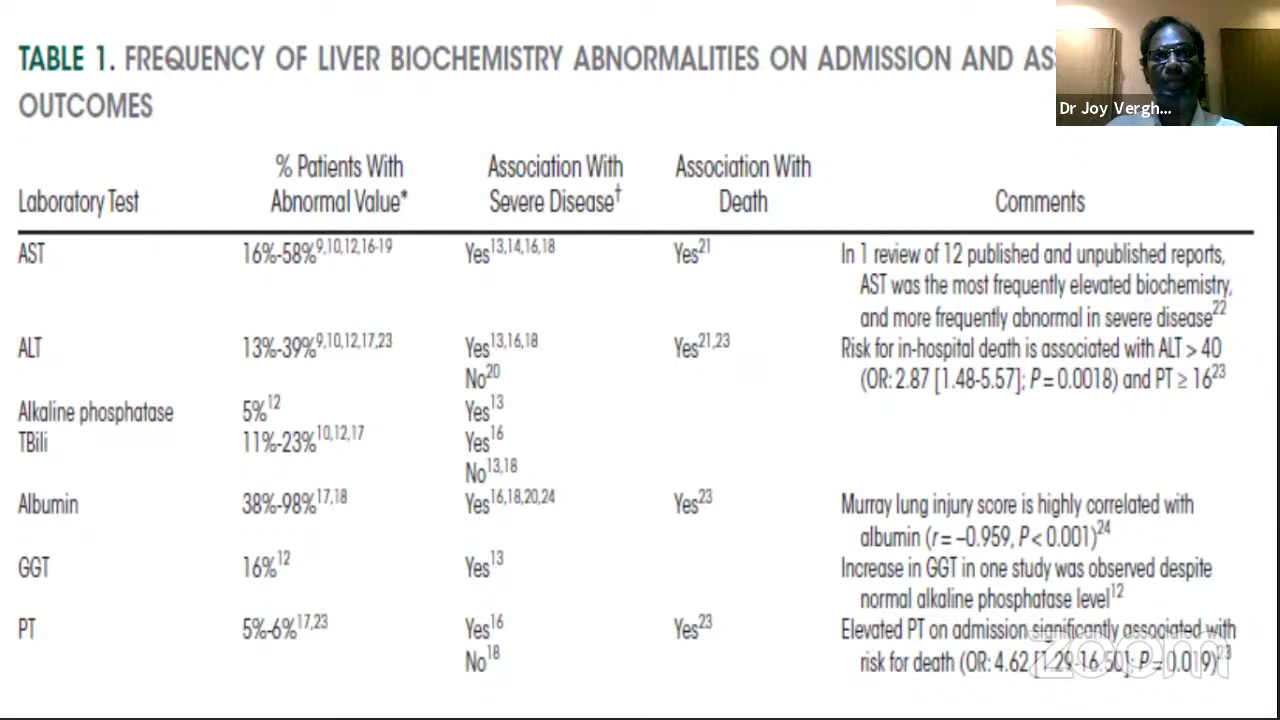 TABLE 1. FREQUENCY OF LIVER BIOCHEMISTRY ABNORMALITIES ON ADMISSION AND
OUTCOMES
Dr Joy Vergh...
Laboratory Test % Patients With Abnormal Value* Association With Severe Disease† Association With Death Comments
AST 16%-58%9,10,12,16-19 Yes13,14,16,18 Yes21 In 1 review of 12 published and unpublished reports,
AST was the most frequently elevated biochemistry,
and more frequently abnormal in severe disease22
ALT 13%-39%9,10,12,17,23 Yes13,16,18 Yes21,23 Risk for in-hospital death is associated with ALT > 40
No20 (OR: 2.87 [1.48-5.57]; P = 0.0018) and PT ≥ 1623
Alkaline phosphatase 5%12 Yes13
TBili 11%-23%10,12,17 Yes16
No13,18
Albumin 38%-98%17,18 Yes16,18,20,24 Yes23 Murray lung injury score is highly correlated with
albumin (r = –0.959, P < 0.001)24
GGT 16%12 Yes13 Increase in GGT in one study was observed despite
normal alkaline phosphatase level12
PT 5%-6%17,23 Yes16 Yes23 Elevated PT on admission significantly associated with
No18 risk for death (OR: 4.62 [1.29-16.50]; P = 0.019)23
zoom